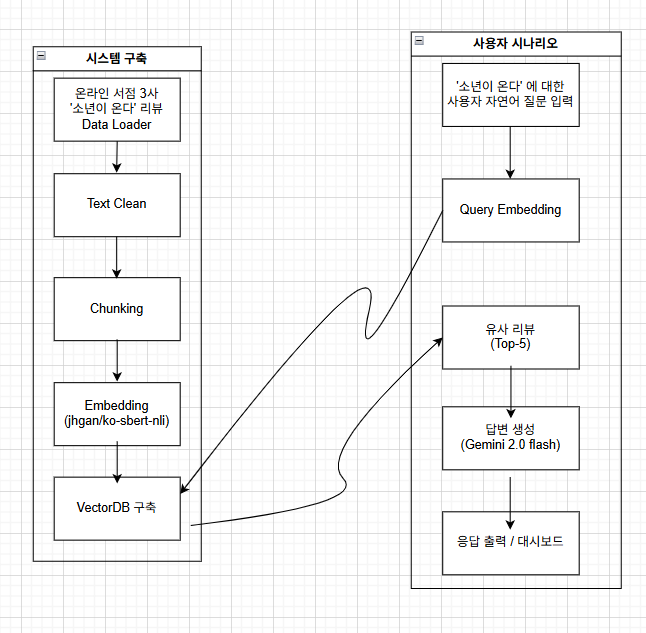 시스템 구축
온라인 서점 3사
'소년이 온다' 리뷰
Data Loader
Text Clean
Chunking
Embedding
(jhgan/ko-sbert-nli)
VectorDB 구축
사용자 시나리오
'소년이 온다' 에 대한
사용자 자연어 질문 입력
Query Embedding
유사 리뷰
(Top-5)
답변 생성
(Gemini 2.0 flash)
응답 출력 / 대시보드